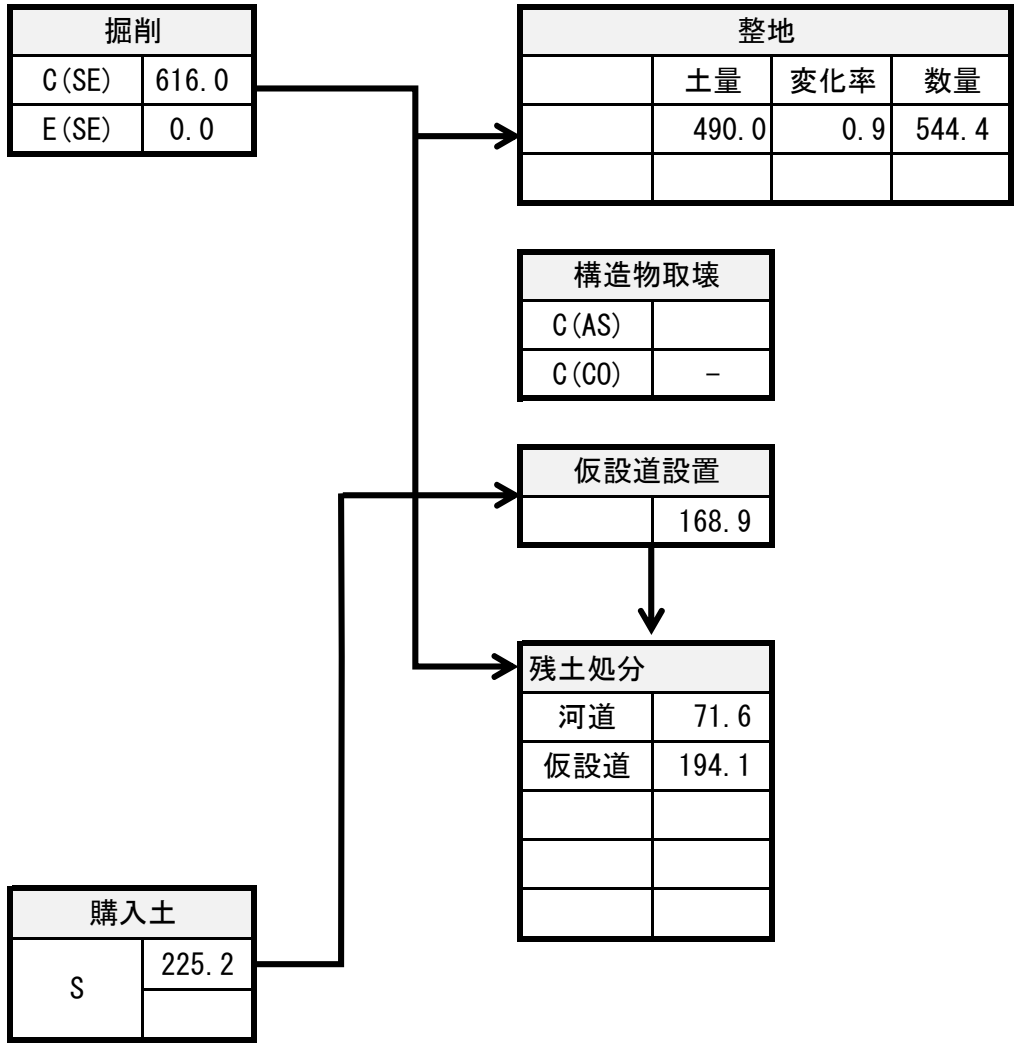 掘削
C(SE) 616.0
E(SE) 0.0
整地
土量 変化率 数量
490.0 0.9 544.4
構造物取壊
C(AS)
C(CO) −
仮設道設置
168.9
残土処分
河道 71.6
仮設道 194.1
購入土
S 225.2